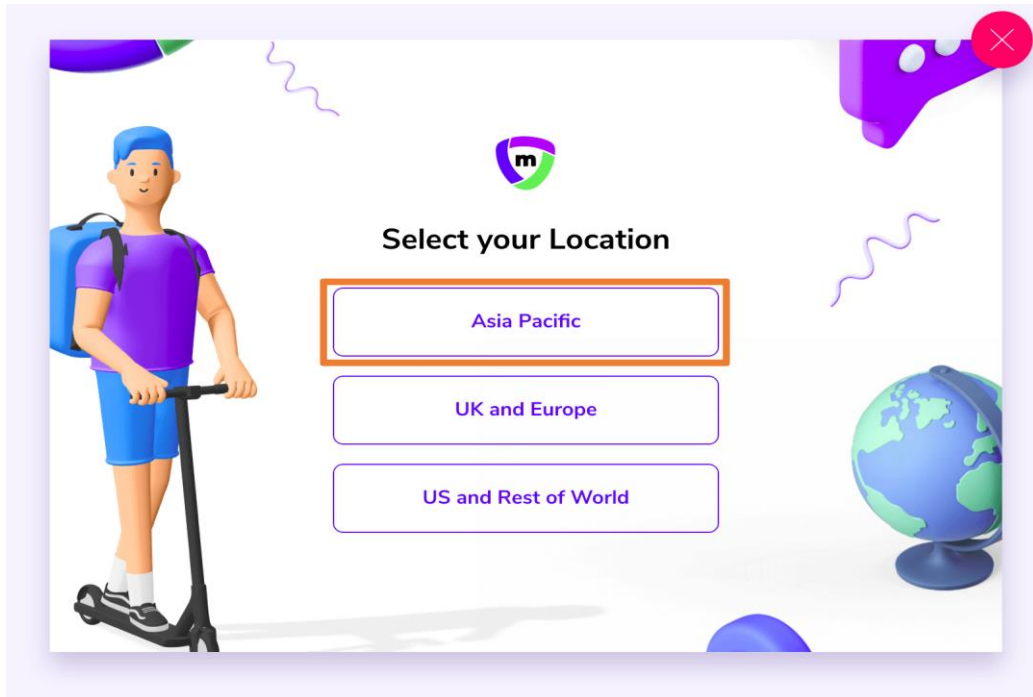 m
Select your Location
Asia Pacific
UK and Europe
US and Rest of World